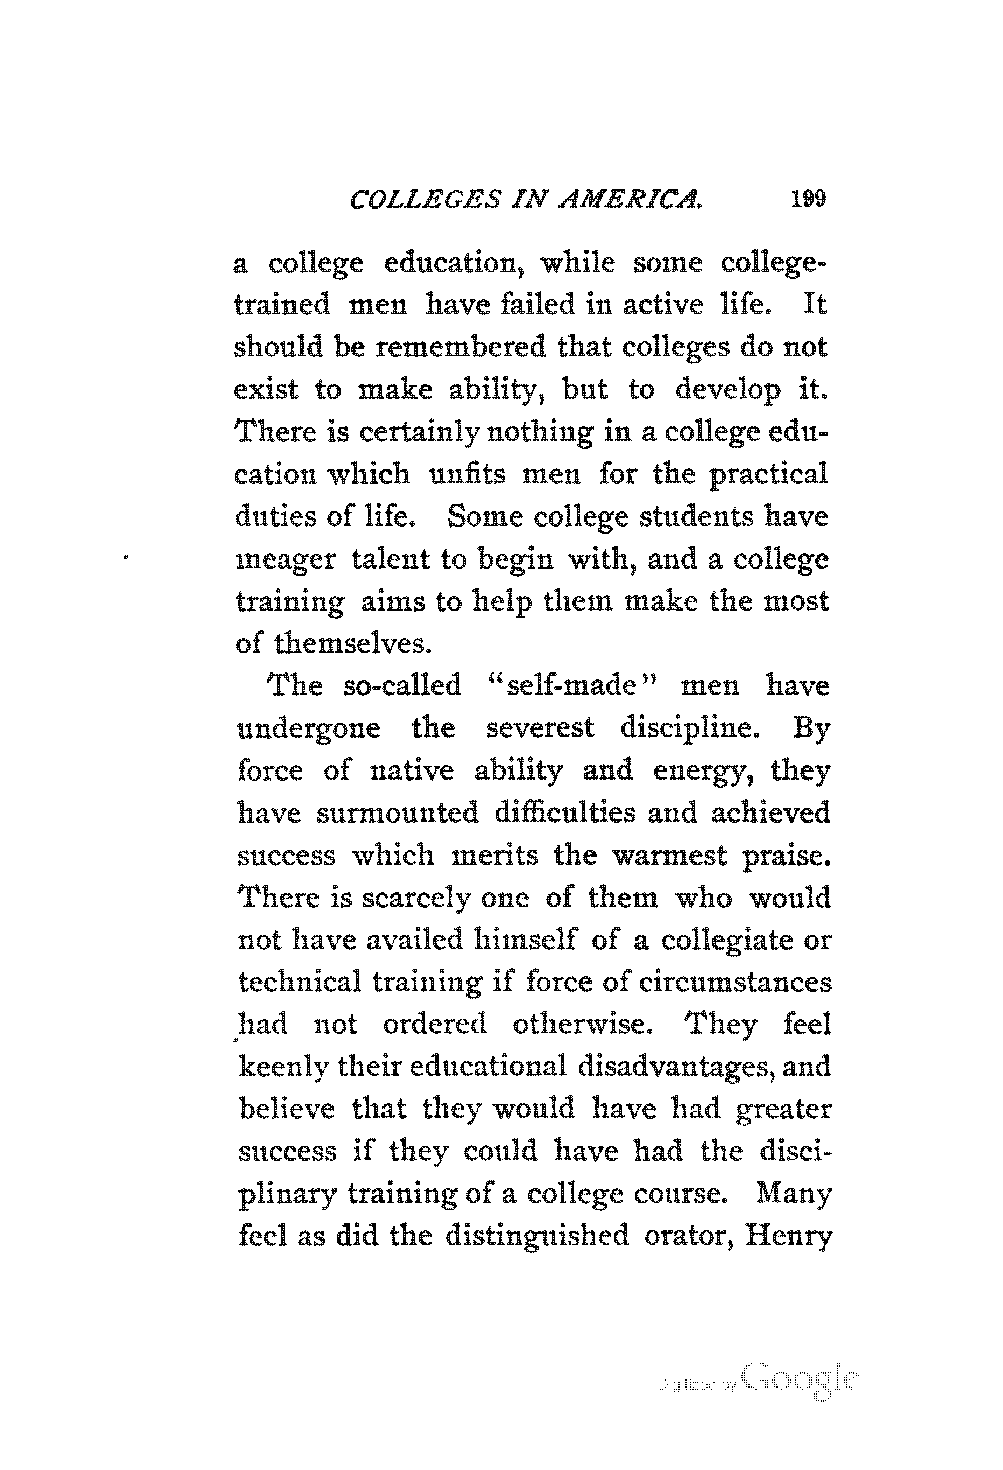 COLLEGES IN AMERICA. 199
a college education, while some college-
trained men have failed in active life. It
should be remembered that colleges do not
exist to make ability, but to develop it.
There is certainly nothing in a college edu-
cation which unfits men for the practical
duties of life. Some college students have
meager talent to begin with, and a college
training aims to help them make the most
of themselves.
The so-called “self-made” men have
undergone the severest discipline. By
force of native ability and energy, they
have surmounted difficulties and achieved
success which merits the warmest praise.
There is scarcely one of them who would
not have availed himself of a collegiate or
technical training if force of circumstances
had not ordered otherwise. They feel
keenly their educational disadvantages, and
believe that they would have had greater
success if they could have had the disci-
plinary training of a college course. Many
feel as did the distinguished orator, Henry
Digitized by Google